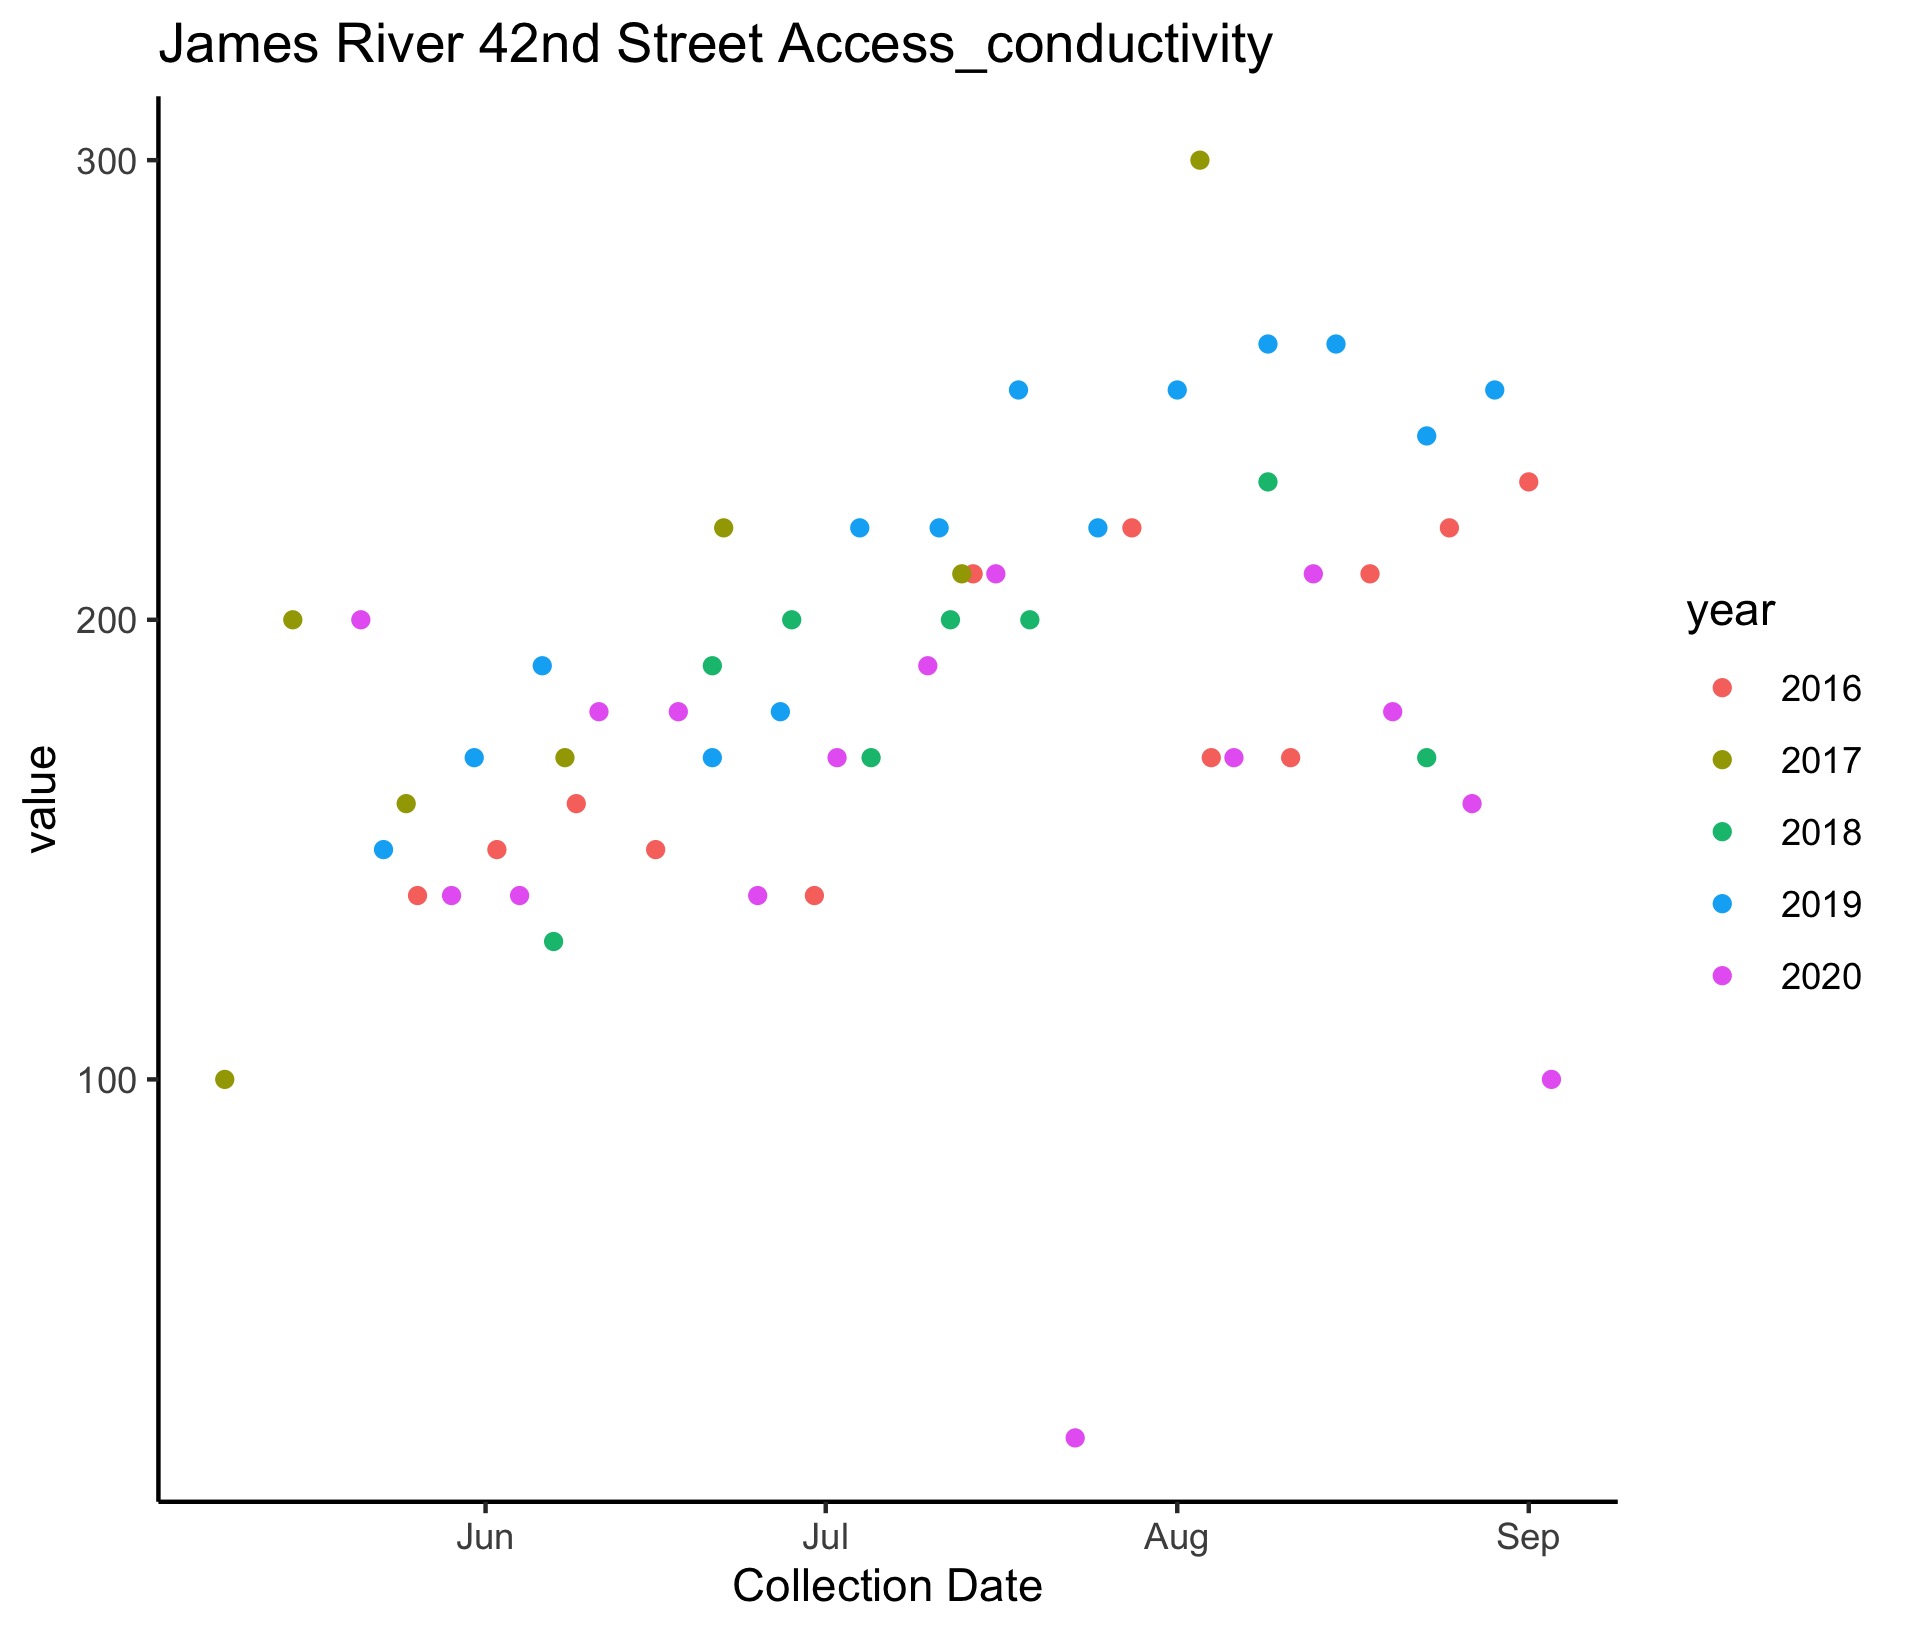 James River 42nd Street Access_conductivity
300
200
100
value
Jun
Jul
Aug
Sep
Collection Date
year
2016
2017
2018
2019
2020